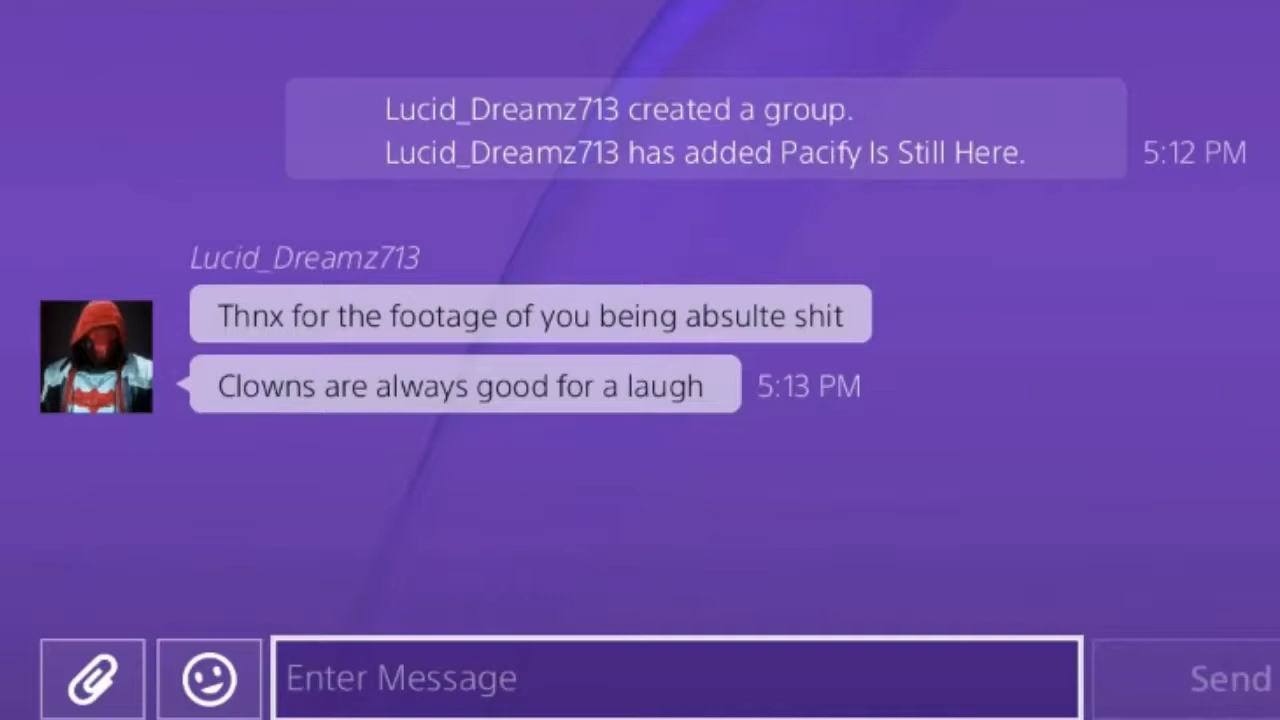 Lucid_Dreamz713 created a group.
Lucid_Dreamz713 has added Pacify Is Still Here.
5:12 PM
Lucid_Dreamz713
Thnx for the footage of you being absulte shit
Clowns are always good for a laugh
5:13 PM
Enter Message
Send